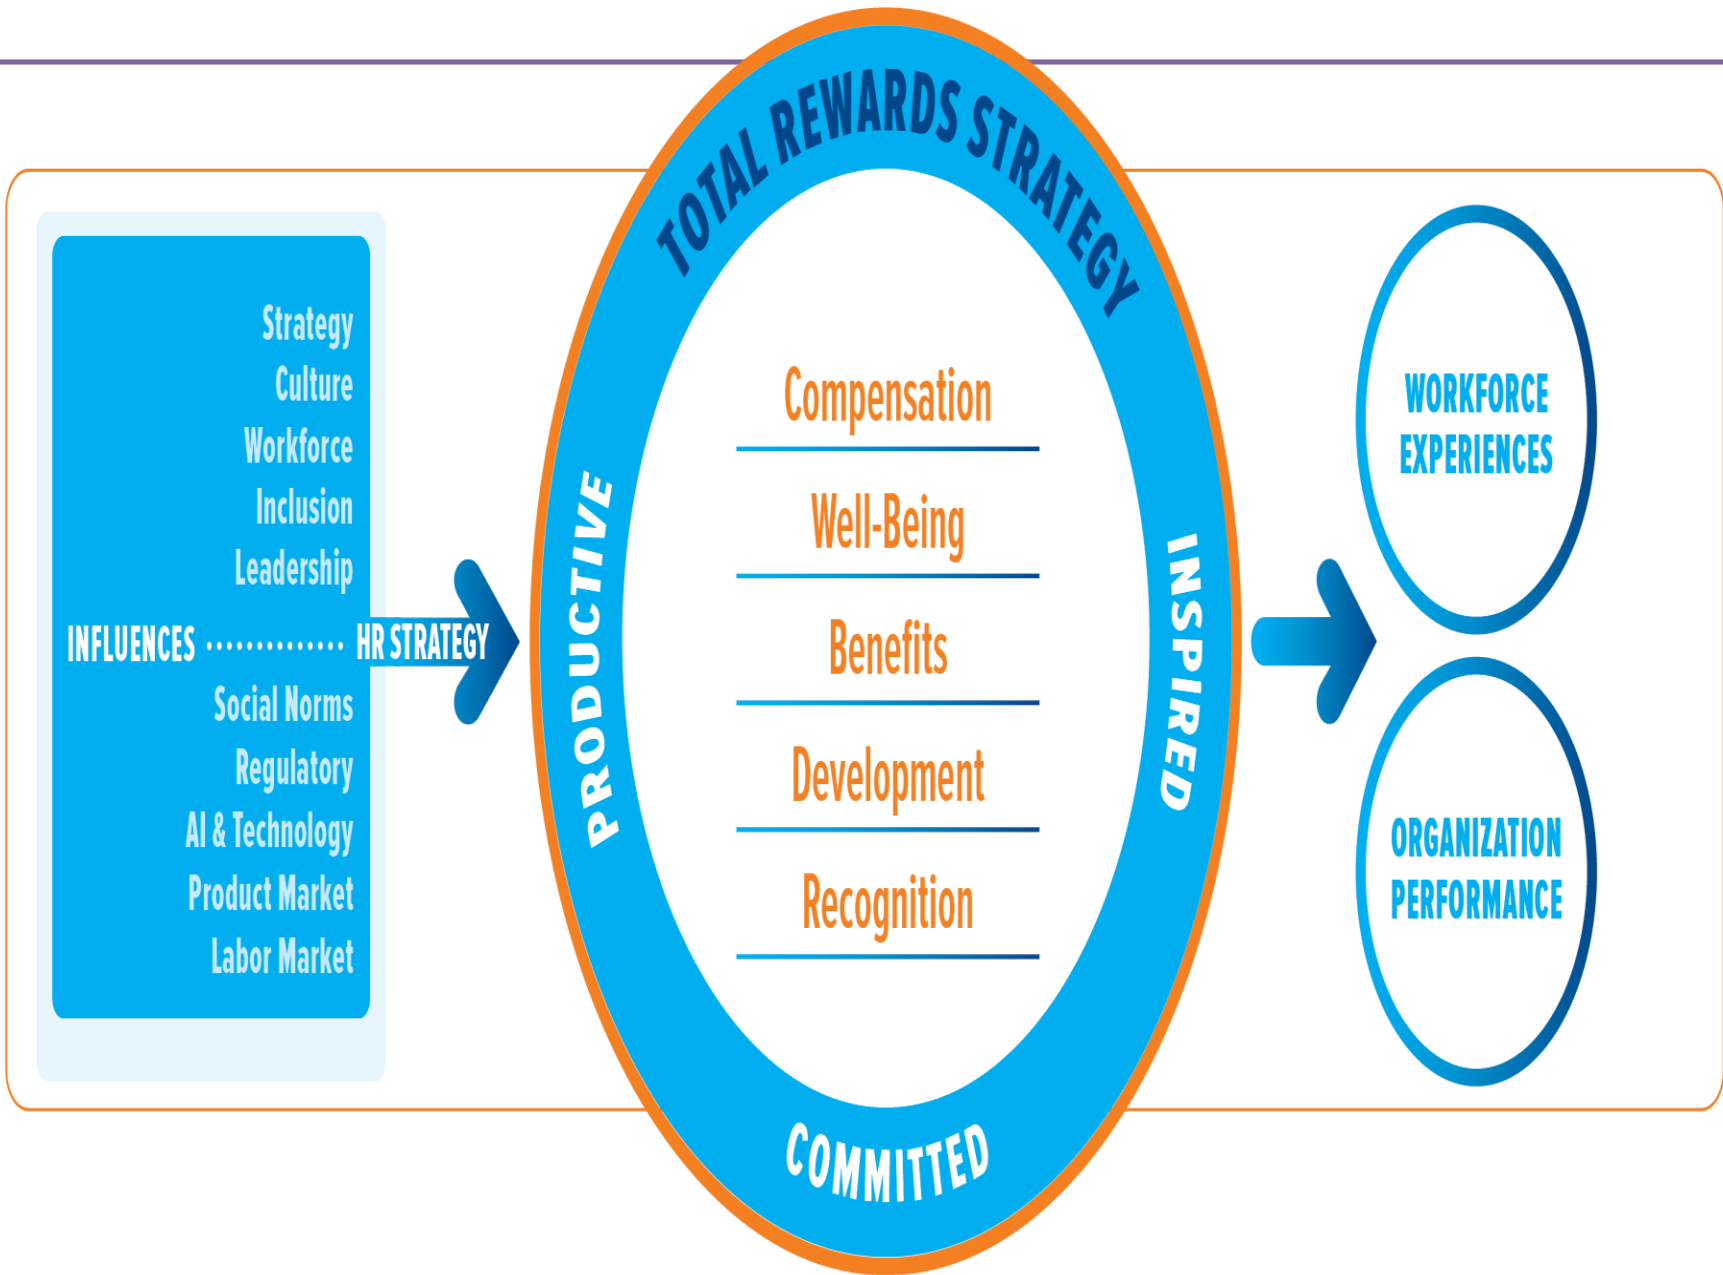 TOTAL REWARDS STRATEGY
Strategy
Culture
Workforce
Inclusion
Leadership
INFLUENCES .............. HR STRATEGY
Social Norms
Regulatory
AI & Technology
Product Market
Labor Market
PRODUCTIVE
Compensation
Well-Being
Benefits
Development
Recognition
INSPIRED
COMMITTED
WORKFORCE
EXPERIENCES
ORGANIZATION
PERFORMANCE